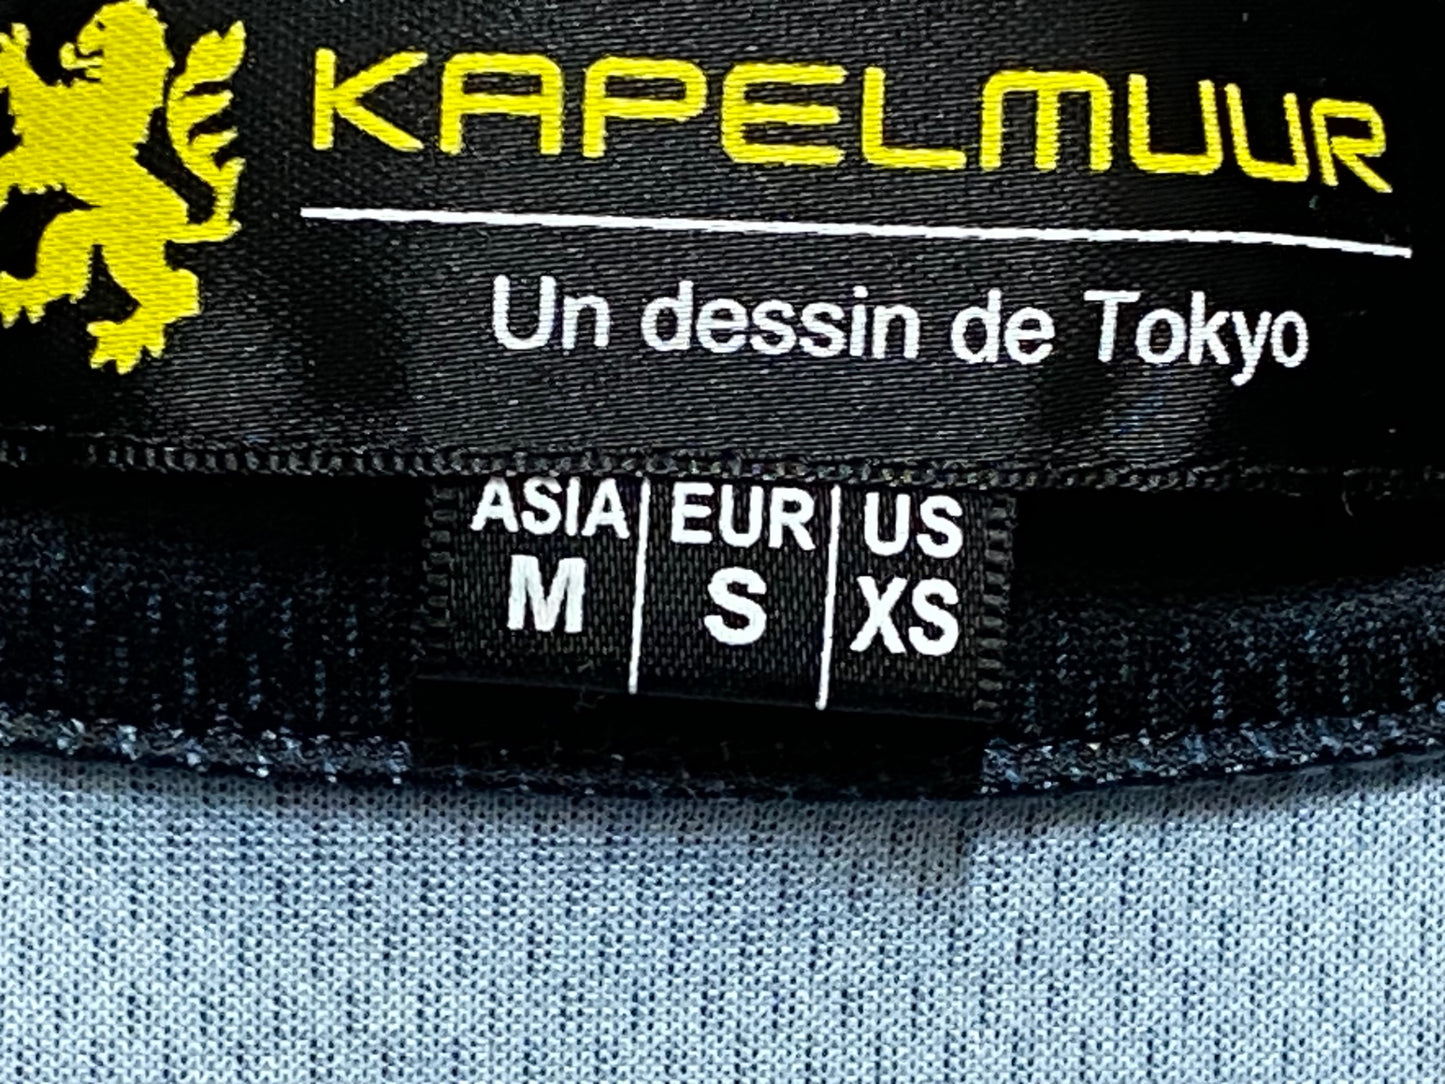 KAPELMUUR
Un dessin de Tokyo
ASIA EUR US
M S XS